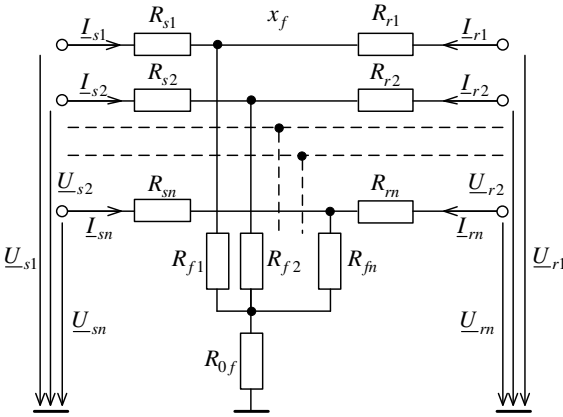 I_s1 R_s1 x_f R_r1 I_r1
I_s2 R_s2 R_r2 I_r2
U_s2 R_sn R_rn U_r2
I_sn I_rn
U_s1 R_f1 R_f2 R_fn U_r1
U_sn U_rn
R_0f